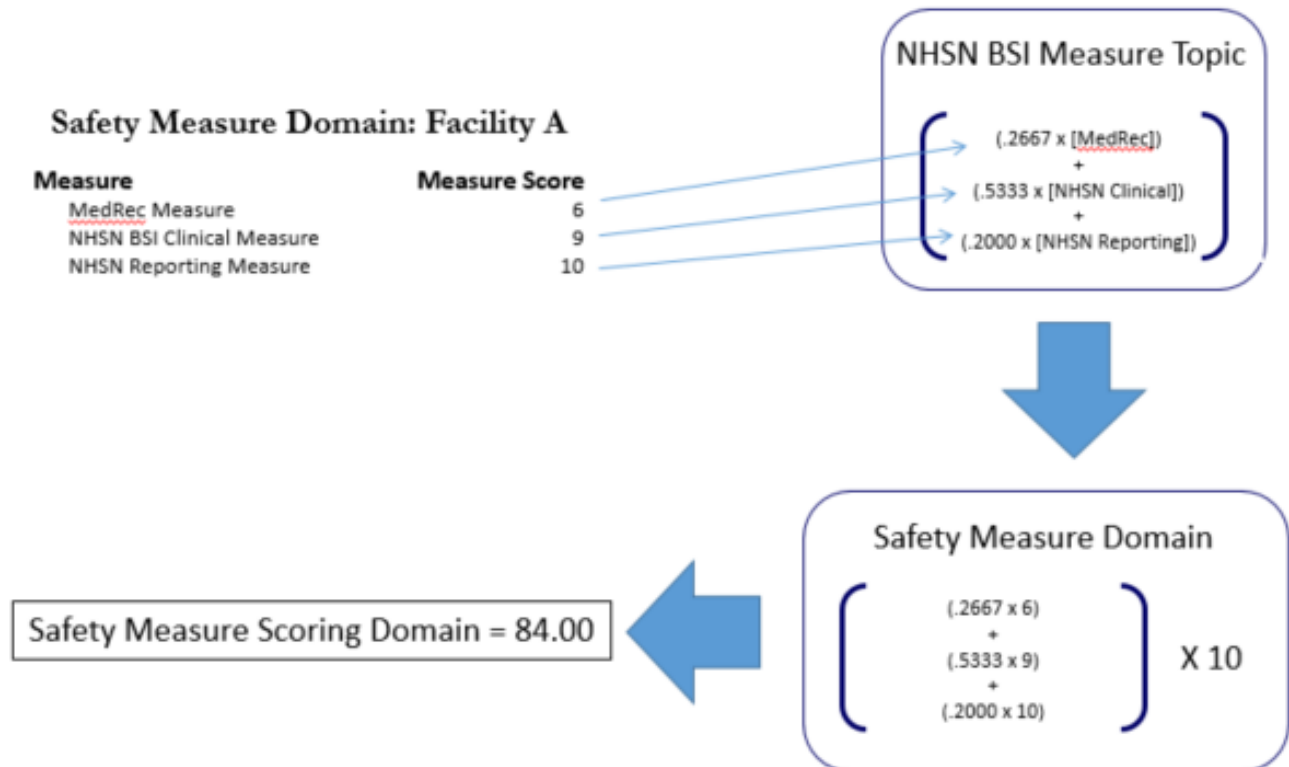 Safety Measure Domain: Facility A
Measure Measure Score
MedRec Measure 6
NHSN BSI Clinical Measure 9
NHSN Reporting Measure 10
NHSN BSI Measure Topic
(.2667 x [MedRec])
+
(.5333 x [NHSN Clinical])
+
(.2000 x [NHSN Reporting])
Safety Measure Domain
(.2667 x 6)
+
(.5333 x 9)
+
(.2000 x 10)
X 10
Safety Measure Scoring Domain = 84.00